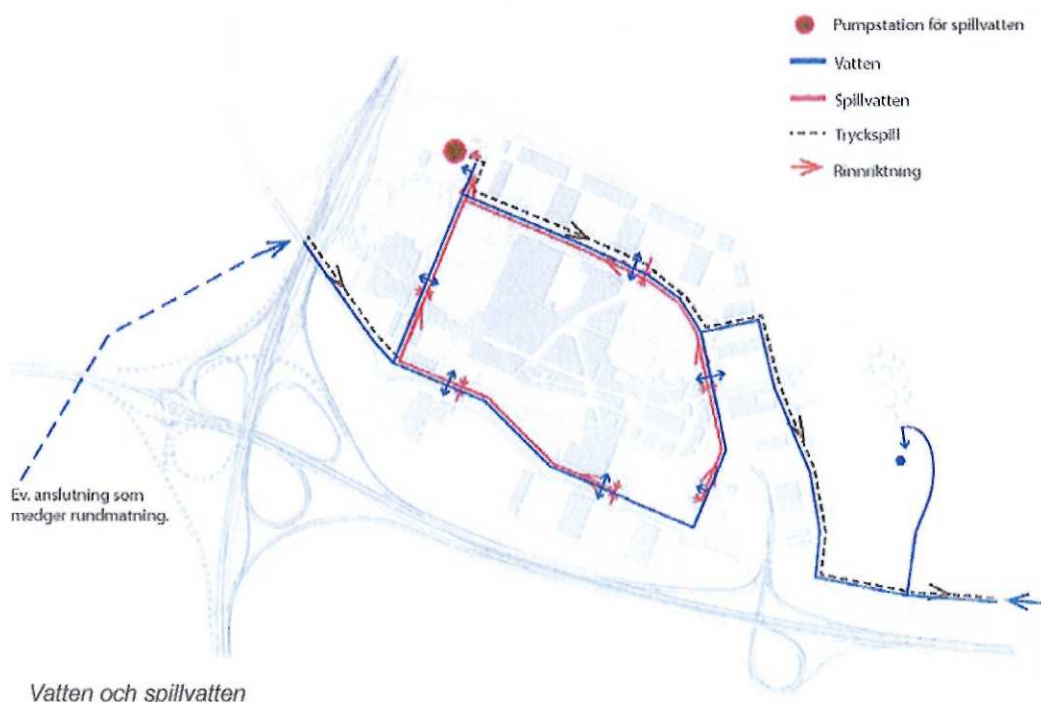 Pumpstation för spillvatten
Vatten
Spillvatten
Tryckspill
Rinnriktning
Ev. anslutning som
medger rundmatning.
Vatten och spillvatten